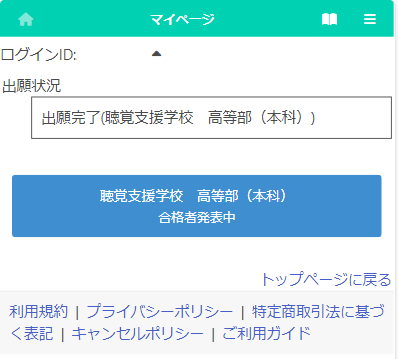 マイページ
ログインID:
出願状況
出願完了(聴覚支援学校　高等部（本科）)
聴覚支援学校　高等部（本科）
合格者発表中
トップページに戻る
利用規約 | プライバシーポリシー | 特定商取引法に基づ
く表記 | キャンセルポリシー | ご利用ガイド